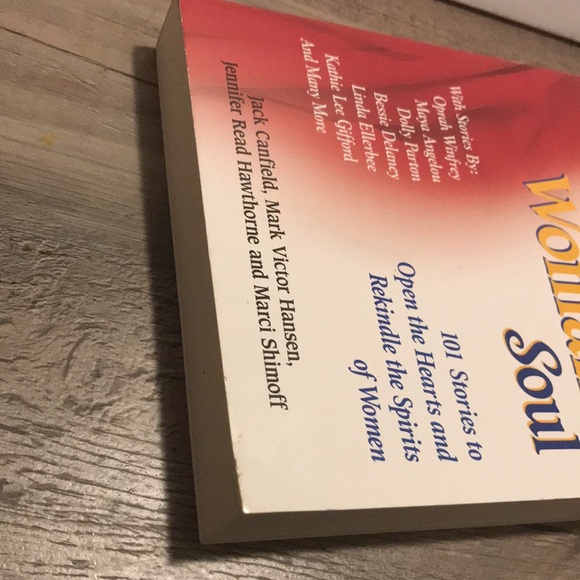 Woman's
Soul
101 Stories to
Open the Hearts and
Rekindle the Spirits
of Women
With Stories By:
Oprah Winfrey
Maya Angelou
Dolly Parton
Bessie Delaney
Linda Ellerbee
Kathie Lee Gifford
And Many More
Jack Canfield, Mark Victor Hansen,
Jennifer Read Hawthorne and Marci Shimoff